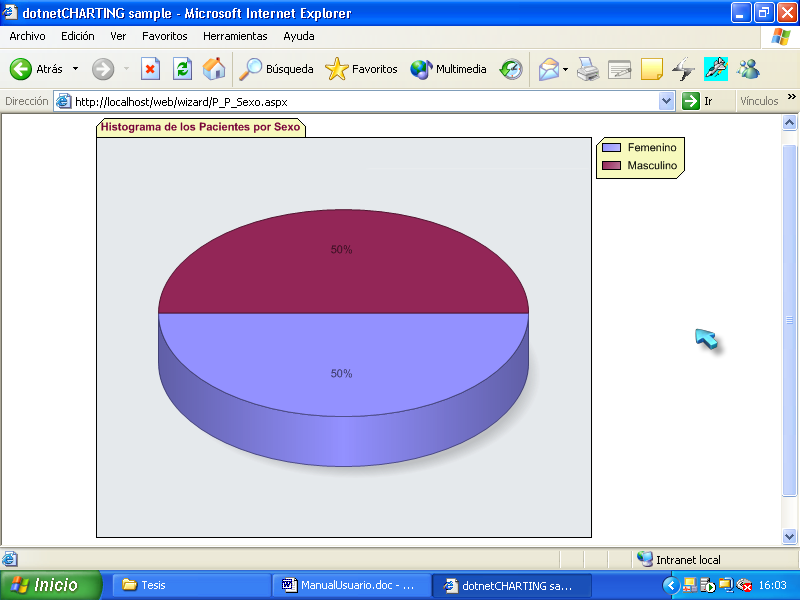 dotnetCHARTING sample - Microsoft Internet Explorer
Archivo Edición Ver Favoritos Herramientas Ayuda
Atrás Búsqueda Favoritos Multimedia
Dirección http://localhost/web/wizard/P_P_Sexo.aspx Ir Vínculos »
Histograma de los Pacientes por Sexo
Femenino
Masculino
50%
50%
Intranet local
Inicio Tesis ManualUsuario.doc - ... dotnetCHARTING sa... 16:03